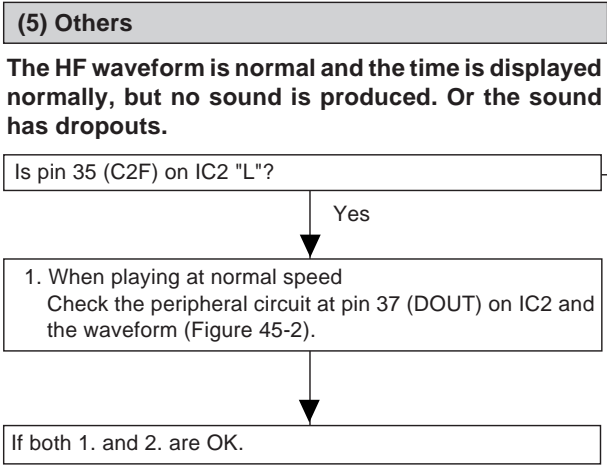 (5) Others
The HF waveform is normal and the time is displayed
normally, but no sound is produced. Or the sound
has dropouts.
Is pin 35 (C2F) on IC2 "L"?
Yes
1. When playing at normal speed
Check the peripheral circuit at pin 37 (DOUT) on IC2 and
the waveform (Figure 45-2).
If both 1. and 2. are OK.